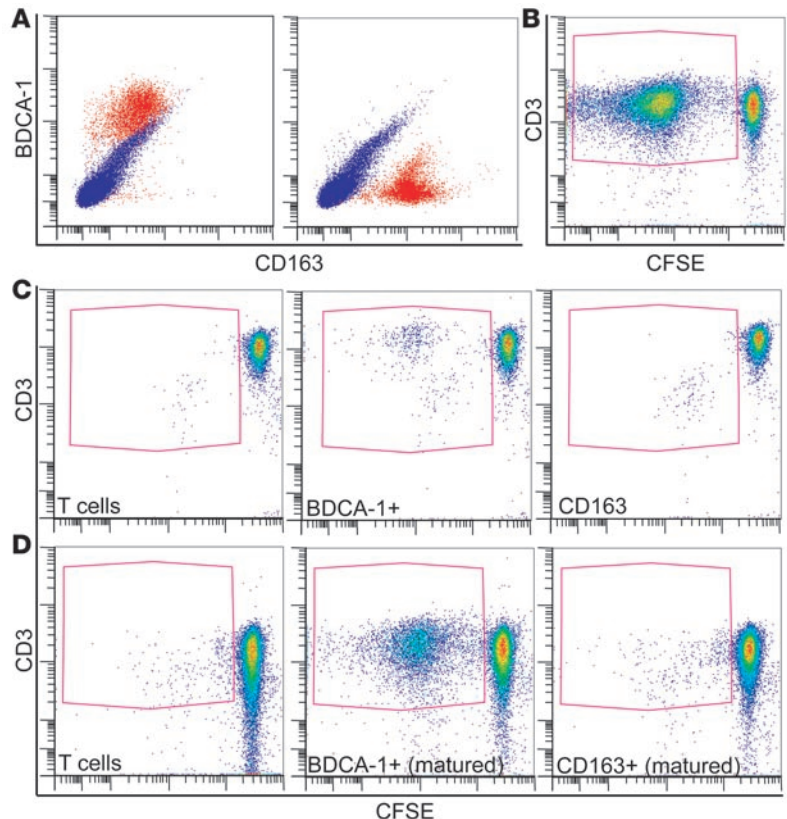 A
BDCA-1
CD163
B
CD3
CFSE
C
CD3
T cells
BDCA-1+
CD163
D
CD3
T cells
BDCA-1+ (matured)
CD163+ (matured)
CFSE